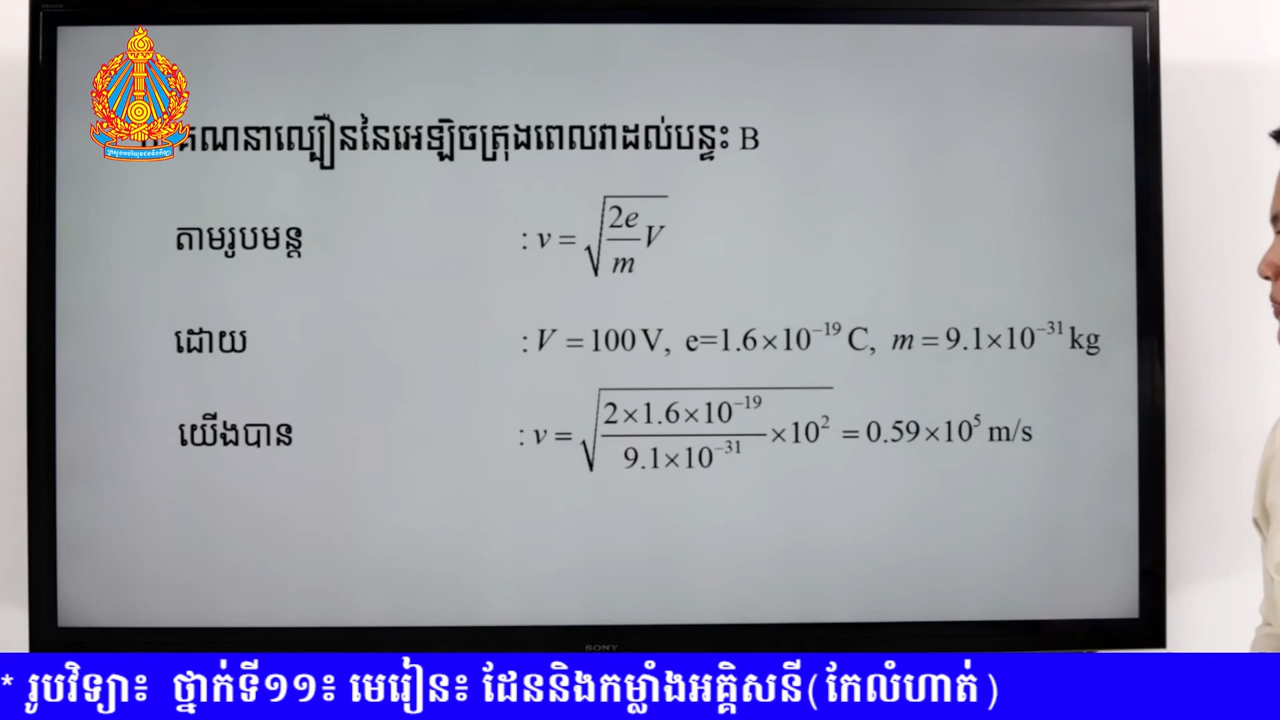 គណនាល្បឿននៃអេឡិចត្រុងពេលវាដល់បន្ទះ B
តាមរូបមន្ត : v = √(2e/m V)
ដោយ : V = 100 V, e=1.6×10⁻¹⁹ C, m = 9.1×10⁻³¹ kg
យើងបាន : v = √(2×1.6×10⁻¹⁹/9.1×10⁻³¹ ×10²) = 0.59×10⁵ m/s
SONY
* រូបវិទ្យា៖ ថ្នាក់ទី១១៖ មេរៀន៖ ដែននិងកម្លាំងអគ្គិសនី(កែលំហាត់)